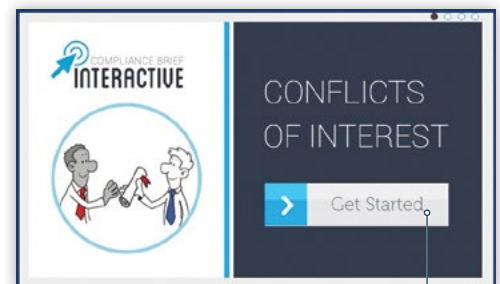 COMPLIANCE BRIEF
INTERACTIVE
CONFLICTS
OF INTEREST
Get Started